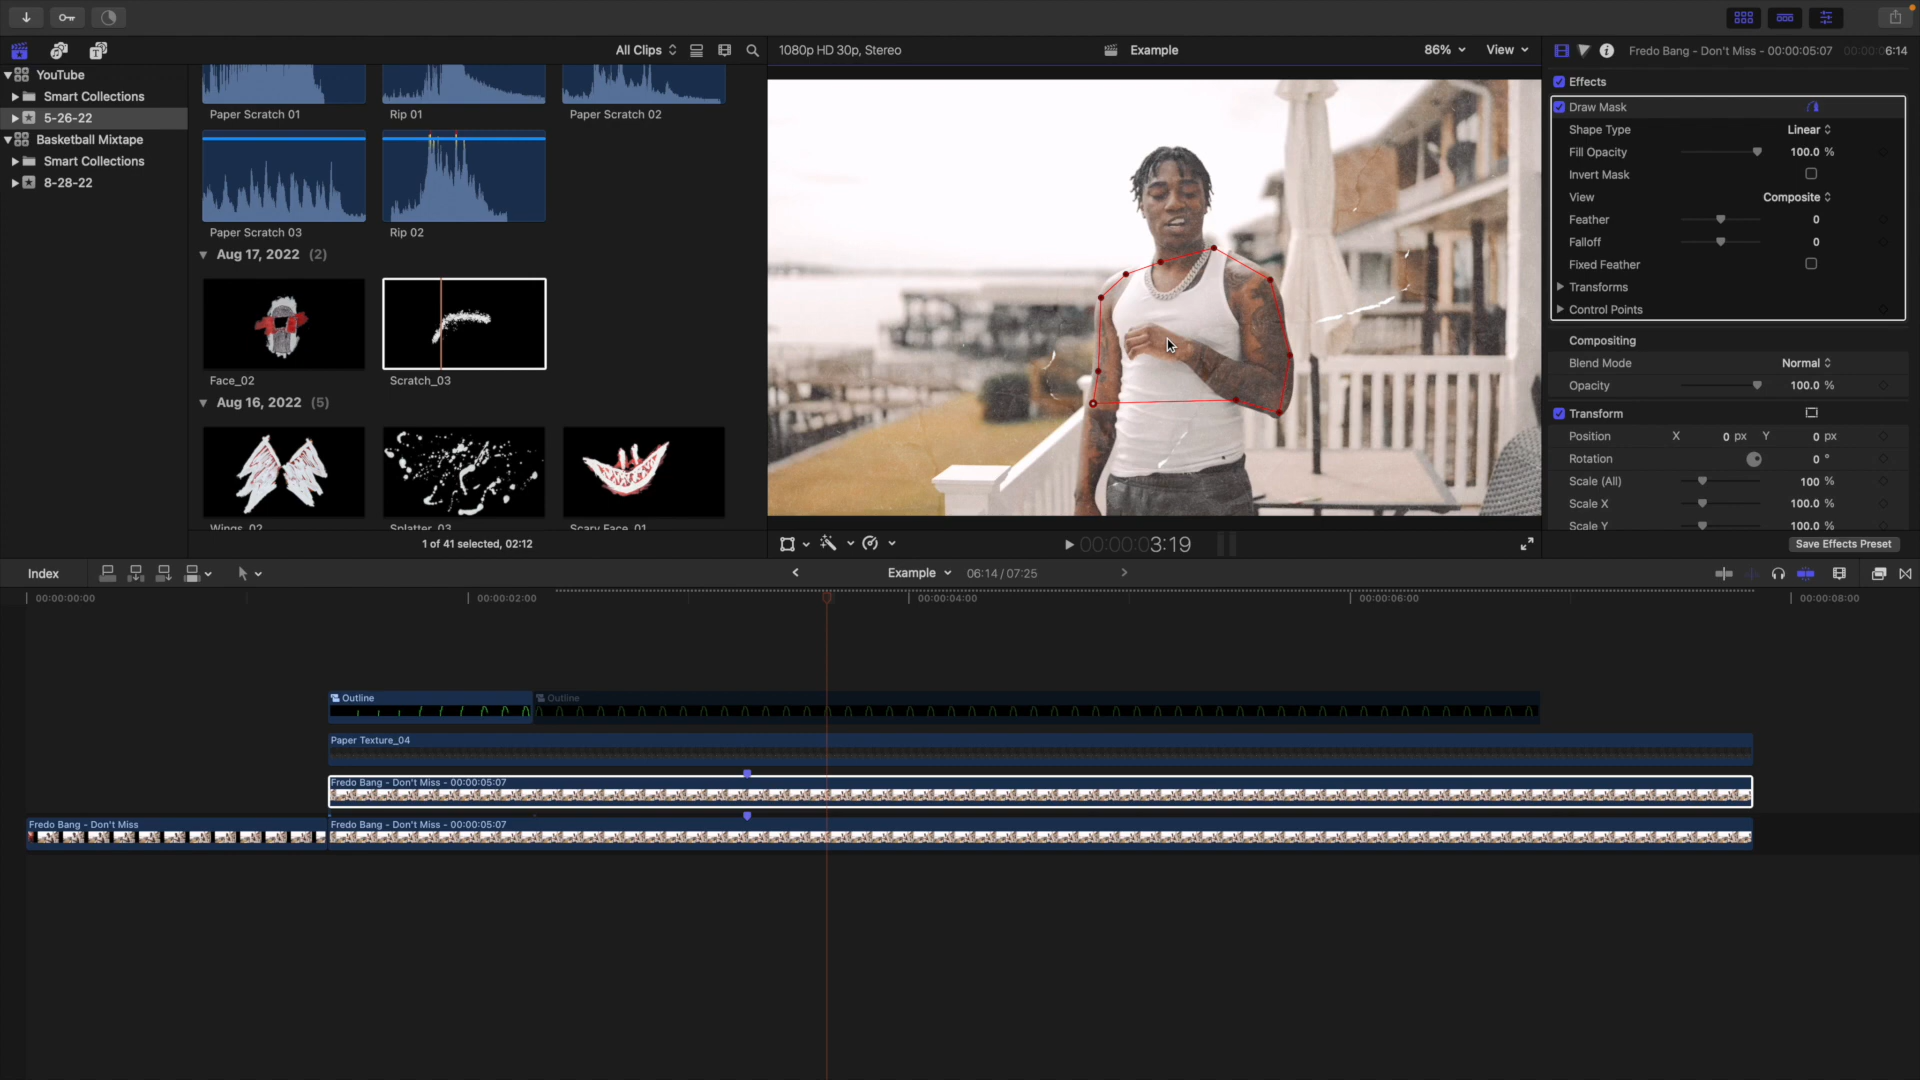 All Clips
1080p HD 30p, Stereo
Example
86%
View
Fredo Bang - Don't Miss - 00:00:05:07
00:00:06:14
YouTube
Smart Collections
5-26-22
Basketball Mixtape
Smart Collections
8-28-22
Paper Scratch 01
Rip 01
Paper Scratch 02
Paper Scratch 03
Rip 02
Aug 17, 2022 (2)
Face_02
Scratch_03
Aug 16, 2022 (5)
Wings_02
Splatter_03
Scary Face_01
1 of 41 selected, 02:12
Effects
Draw Mask
Shape Type Linear
Fill Opacity 100.0 %
Invert Mask
View Composite
Feather 0
Falloff 0
Fixed Feather
Transforms
Control Points
Compositing
Blend Mode Normal
Opacity 100.0 %
Transform
Position X 0 px Y 0 px
Rotation 0 °
Scale (All) 100 %
Scale X 100.0 %
Scale Y 100.0 %
00:00:03:19
Save Effects Preset
Index
Example
06:14 / 07:25
00:00:00:00
00:00:02:00
00:00:04:00
00:00:06:00
00:00:08:00
Outline
Outline
Paper Texture_04
Fredo Bang - Don't Miss - 00:00:05:07
Fredo Bang - Don't Miss
Fredo Bang - Don't Miss - 00:00:05:07